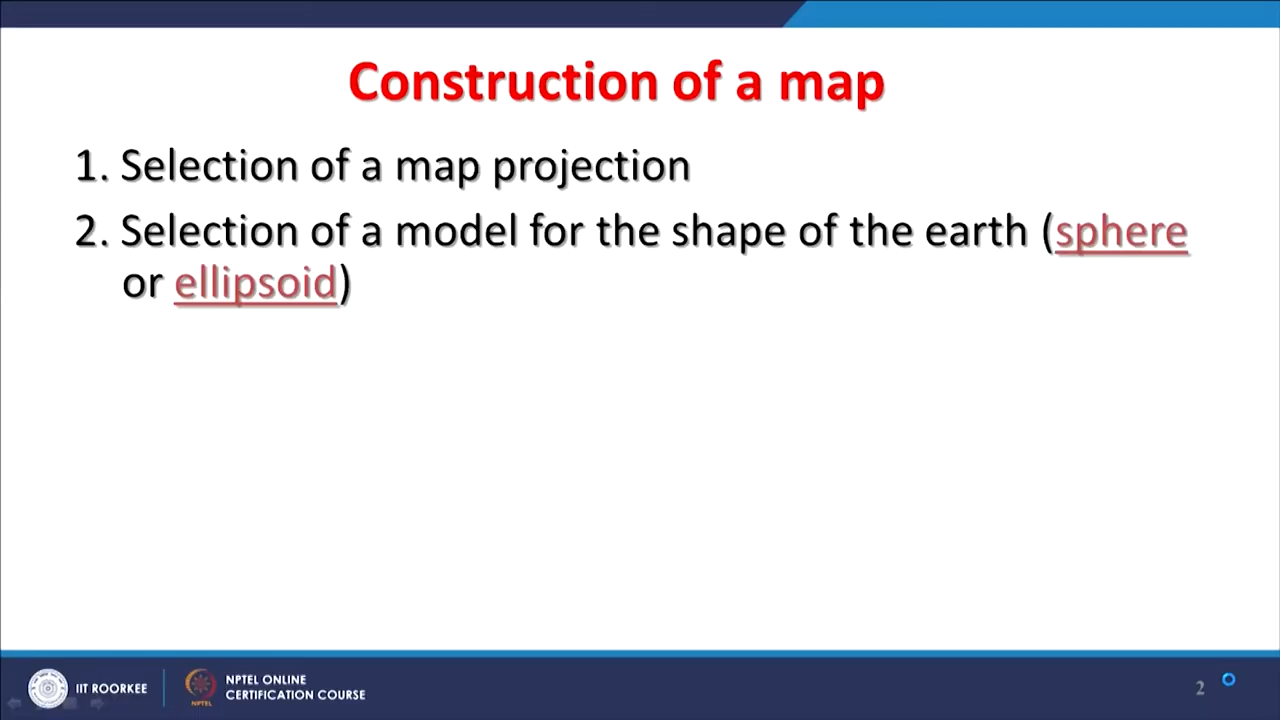 Construction of a map
1. Selection of a map projection
2. Selection of a model for the shape of the earth (sphere
or ellipsoid)
IIT ROORKEE
NPTEL
NPTEL ONLINE
CERTIFICATION COURSE
2